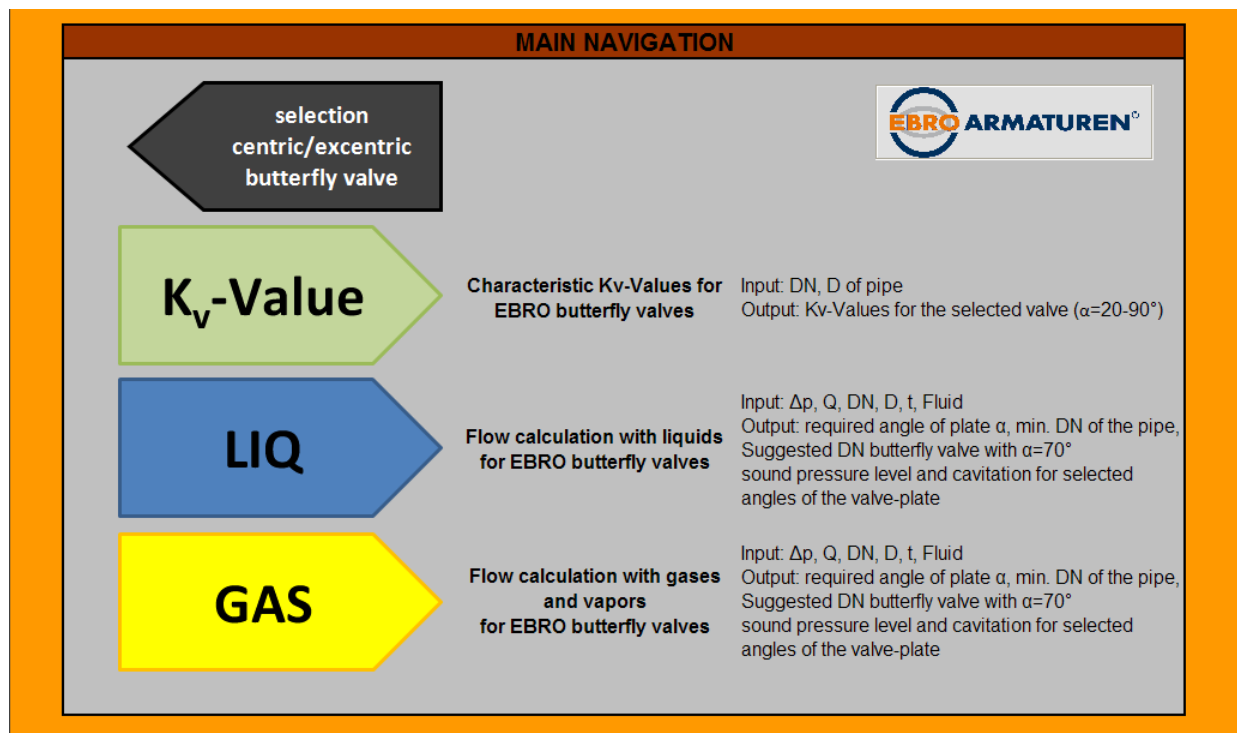 MAIN NAVIGATION
selection
centric/excentric
butterfly valve
EBRO ARMATUREN®
Kv-Value
Characteristic Kv-Values for
EBRO butterfly valves
Input: DN, D of pipe
Output: Kv-Values for the selected valve (α=20-90°)
LIQ
Flow calculation with liquids
for EBRO butterfly valves
Input: Δp, Q, DN, D, t, Fluid
Output: required angle of plate α, min. DN of the pipe,
Suggested DN butterfly valve with α=70°
sound pressure level and cavitation for selected
angles of the valve-plate
GAS
Flow calculation with gases
and vapors
for EBRO butterfly valves
Input: Δp, Q, DN, D, t, Fluid
Output: required angle of plate α, min. DN of the pipe,
Suggested DN butterfly valve with α=70°
sound pressure level and cavitation for selected
angles of the valve-plate